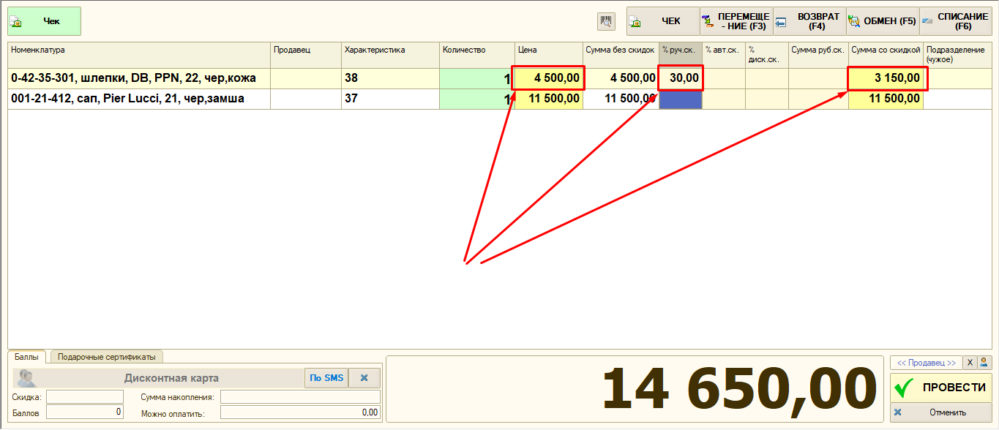 Чек
ЧЕК
ПЕРЕМЕЩЕ
- НИЕ (F3)
ВОЗВРАТ
(F4)
ОБМЕН (F5)
СПИСАНИЕ
(F6)
Номенклатура Продавец Характеристика Количество Цена Сумма без скидок % руч.ск. % авт.ск. % диск.ск. Сумма руб.ск. Сумма со скидкой Подразделение (чужое)
0-42-35-301, шлепки, DB, PPN, 22, чер,кожа 38 1 4 500,00 4 500,00 30,00 3 150,00
001-21-412, сап, Pier Lucci, 21, чер,замша 37 1 11 500,00 11 500,00 11 500,00
Баллы Подарочные сертификаты
Дисконтная карта По SMS
Скидка: Сумма накопления:
Баллов 0 Можно оплатить: 0,00
14 650,00
<< Продавец >> X
ПРОВЕСТИ
Отменить